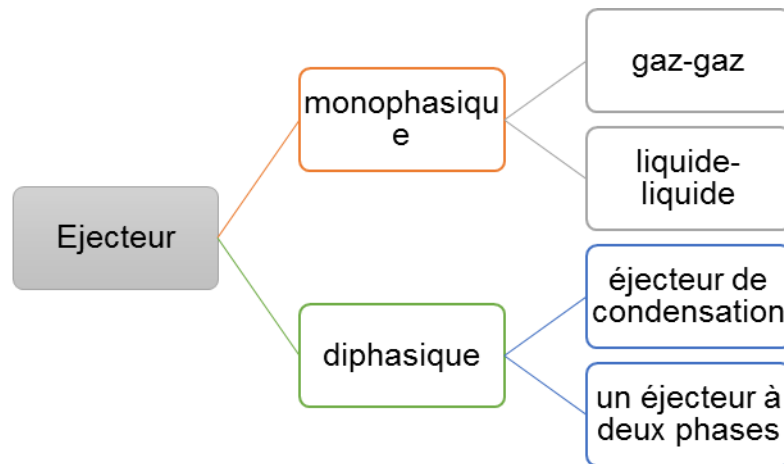 Ejecteur
monophasiqu
e
gaz-gaz
liquide-
liquide
diphasique
éjecteur de
condensation
un éjecteur à
deux phases